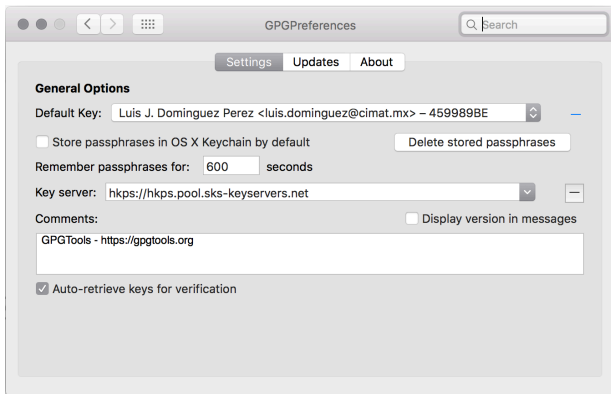 GPGPreferences
Search
Settings Updates About
General Options
Default Key: Luis J. Dominguez Perez <luis.dominguez@cimat.mx> – 459989BE
Store passphrases in OS X Keychain by default
Delete stored passphrases
Remember passphrases for: 600 seconds
Key server: hkps://hkps.pool.sks-keyservers.net
Comments:
Display version in messages
GPGTools - https://gpgtools.org
Auto-retrieve keys for verification